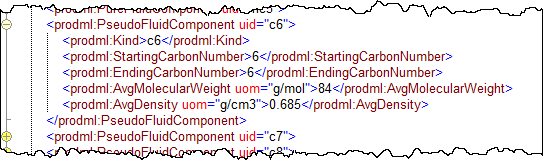 <prodml:PseudoFluidComponent uid="c6">
<prodml:Kind>c6</prodml:Kind>
<prodml:StartingCarbonNumber>6</prodml:StartingCarbonNumber>
<prodml:EndingCarbonNumber>6</prodml:EndingCarbonNumber>
<prodml:AvgMolecularWeight uom="g/mol">84</prodml:AvgMolecularWeight>
<prodml:AvgDensity uom="g/cm3">0.685</prodml:AvgDensity>
</prodml:PseudoFluidComponent>
<prodml:PseudoFluidComponent uid="c7">